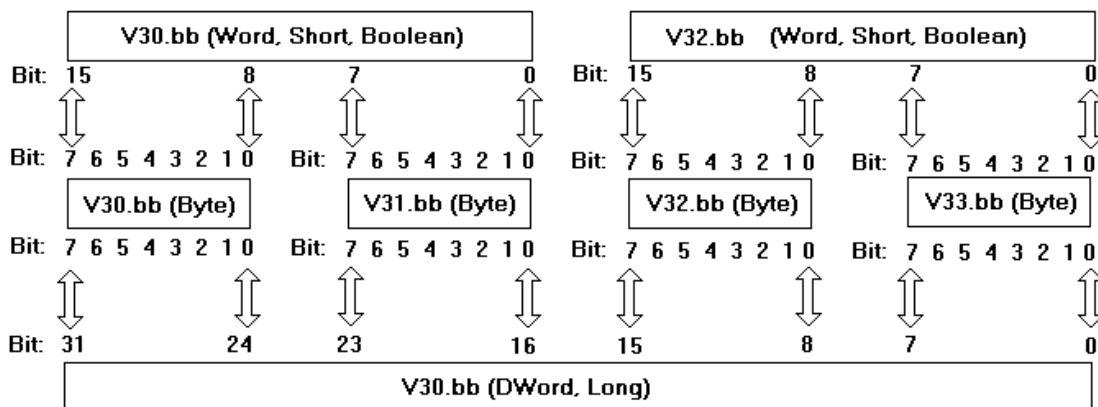 V30.bb (Word, Short, Boolean) V32.bb (Word, Short, Boolean)
Bit: 15 8 7 0 Bit: 15 8 7 0
Bit: 7 6 5 4 3 2 1 0 Bit: 7 6 5 4 3 2 1 0 Bit: 7 6 5 4 3 2 1 0 Bit: 7 6 5 4 3 2 1 0
V30.bb (Byte) V31.bb (Byte) V32.bb (Byte) V33.bb (Byte)
Bit: 7 6 5 4 3 2 1 0 Bit: 7 6 5 4 3 2 1 0 Bit: 7 6 5 4 3 2 1 0 Bit: 7 6 5 4 3 2 1 0
Bit: 31 24 23 16 15 8 7 0
V30.bb (DWord, Long)